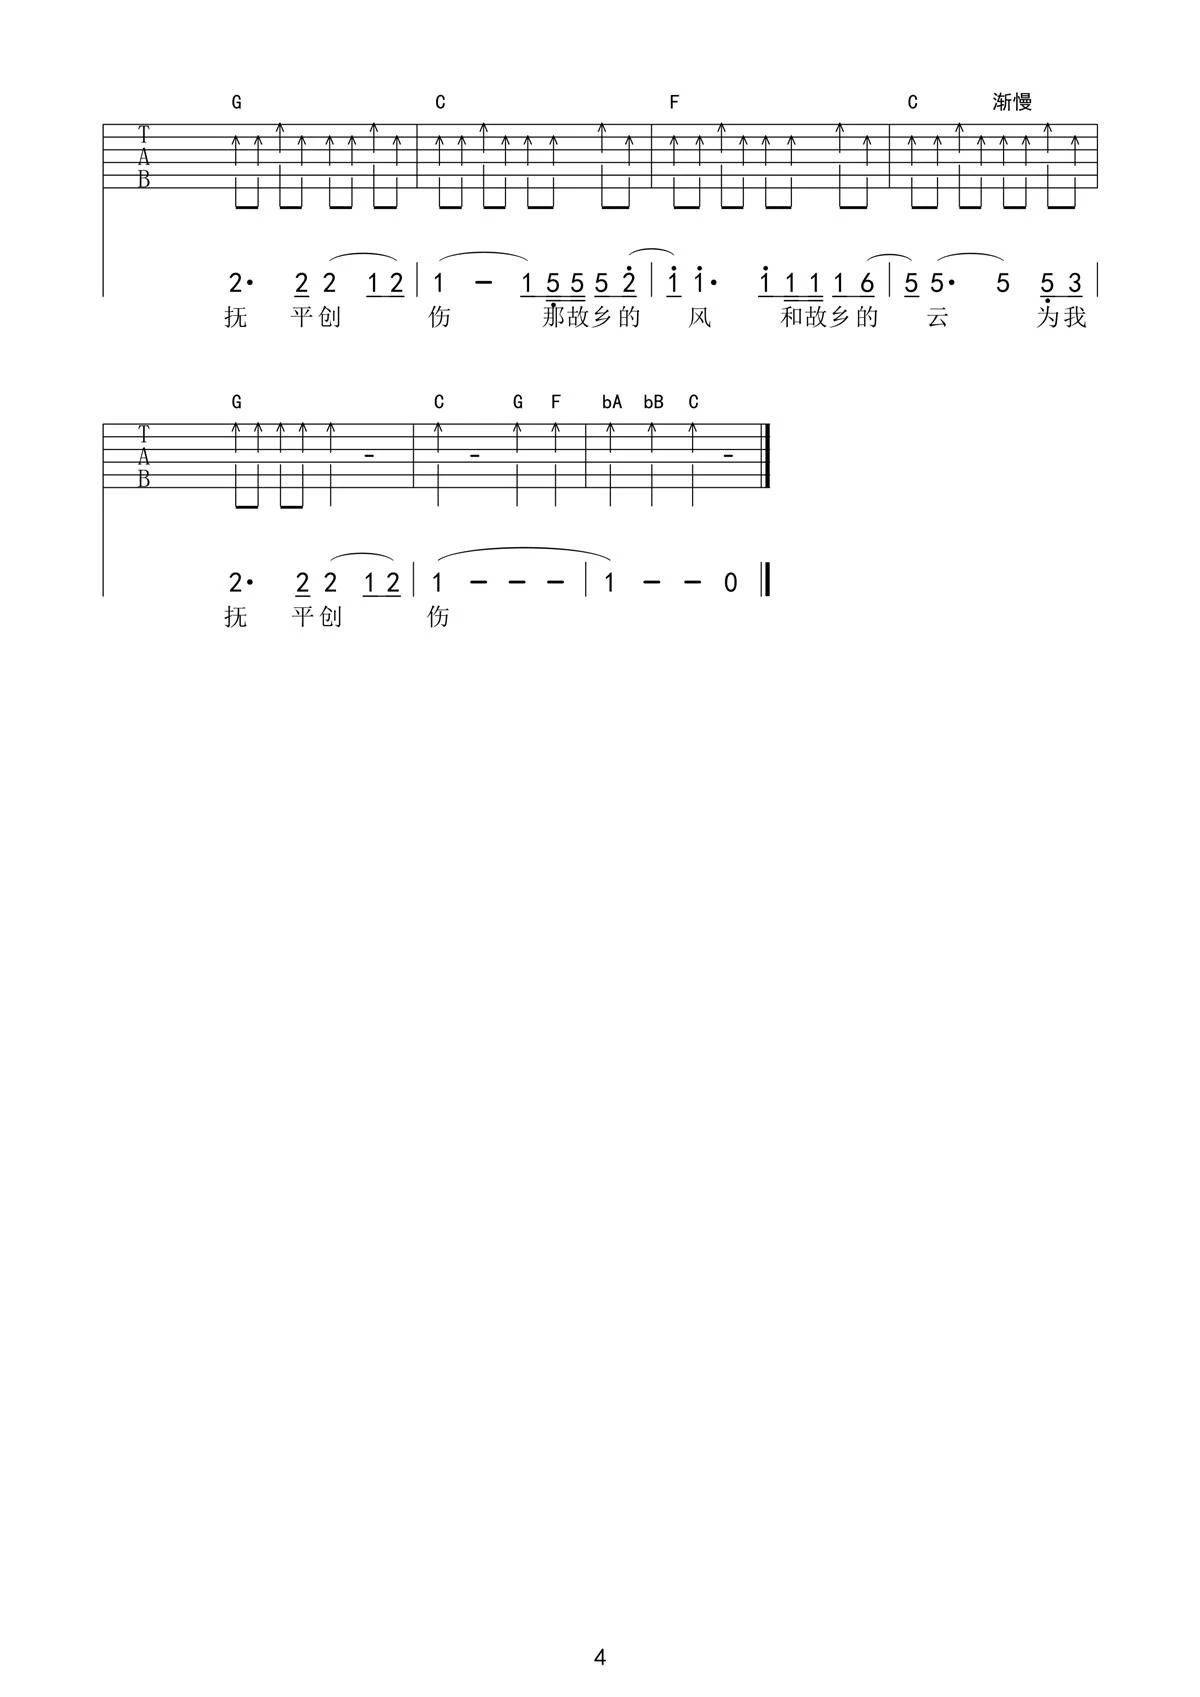 G C F C 渐慢
T
A
B
2· 2 2 1 2 | 1 - 1 5 5 5 2 | 1 1· 1 1 1 1 6 | 5 5· 5 5 3 |
抚 平创 伤 那故乡的 风 和故乡的 云 为我
G C G F bA bB C
T
A
B
2· 2 2 1 2 | 1 - - - | 1 - - 0
抚 平创 伤
4